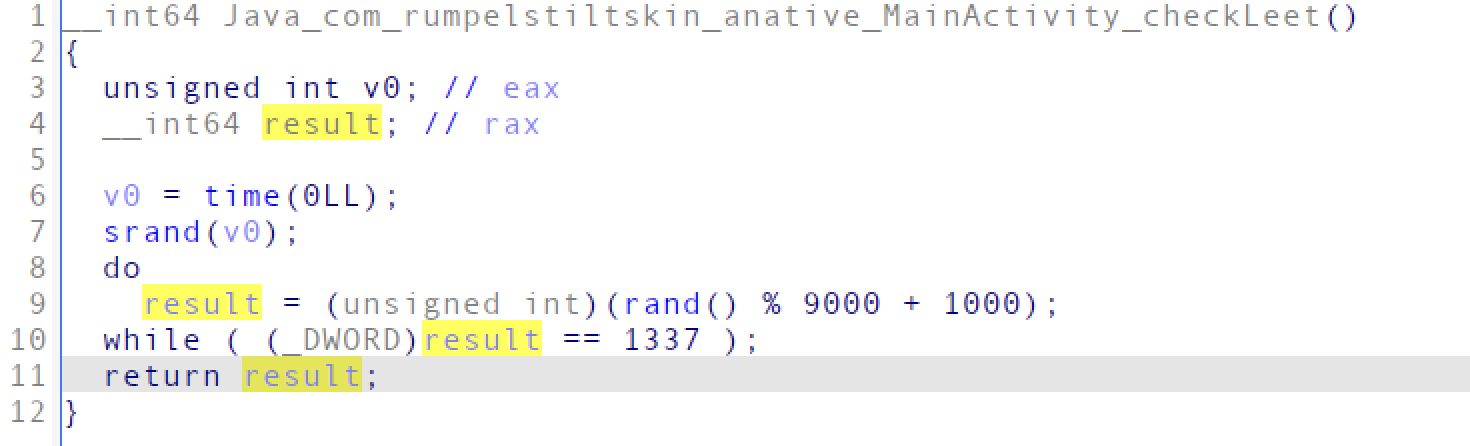 1 __int64 Java_com_rumpelstiltskin_anative_MainActivity_checkLeet()
2 {
3 unsigned int v0; // eax
4 __int64 result; // rax
5
6 v0 = time(0LL);
7 srand(v0);
8 do
9 result = (unsigned int)(rand() % 9000 + 1000);
10 while ( (_DWORD)result == 1337 );
11 return result;
12 }